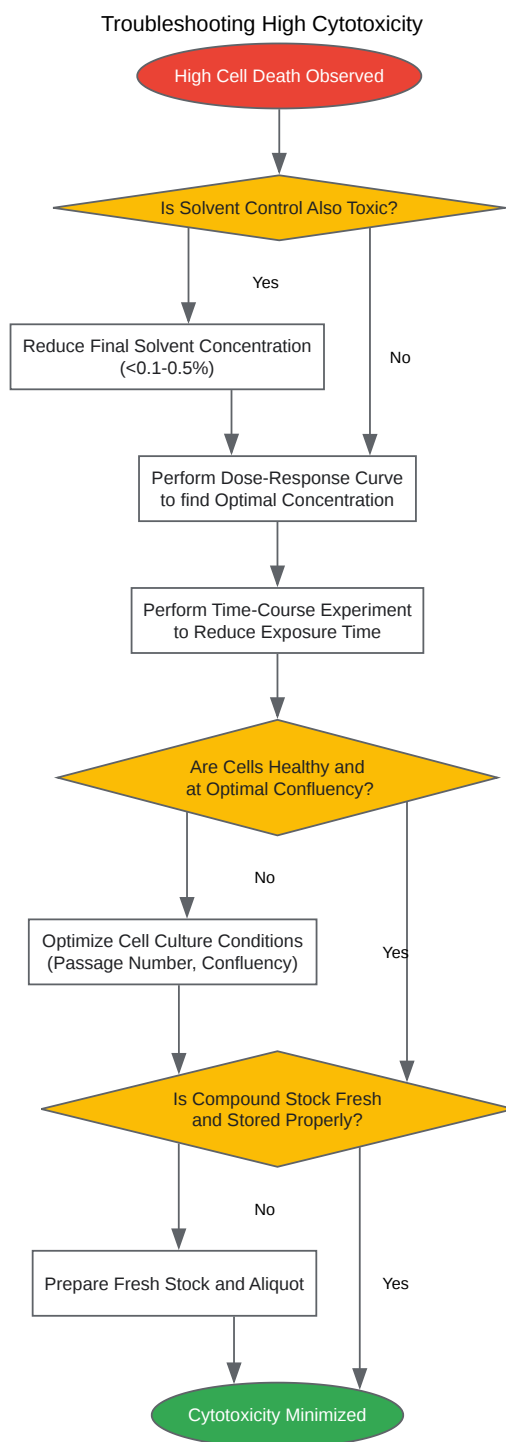 Troubleshooting High Cytotoxicity
High Cell Death Observed
Is Solvent Control Also Toxic?
Yes
Reduce Final Solvent Concentration
(<0.1-0.5%)
No
Perform Dose-Response Curve
to find Optimal Concentration
Perform Time-Course Experiment
to Reduce Exposure Time
Are Cells Healthy and
at Optimal Confluency?
No
Optimize Cell Culture Conditions
(Passage Number, Confluency)
Yes
Is Compound Stock Fresh
and Stored Properly?
No
Prepare Fresh Stock and Aliquot
Yes
Cytotoxicity Minimized